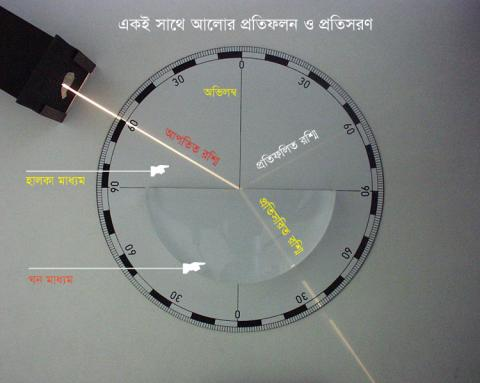 একই সাথে আলোর প্রতিফলন ও প্রতিসরণ
0
30
30
অভিলম্ব
60
60
আপতিত রশ্মি
প্রতিফলিত রশ্মি
হালকা মাধ্যম
90
90
প্রতিসরিত রশ্মি
60
60
ঘন মাধ্যম
30
30
0